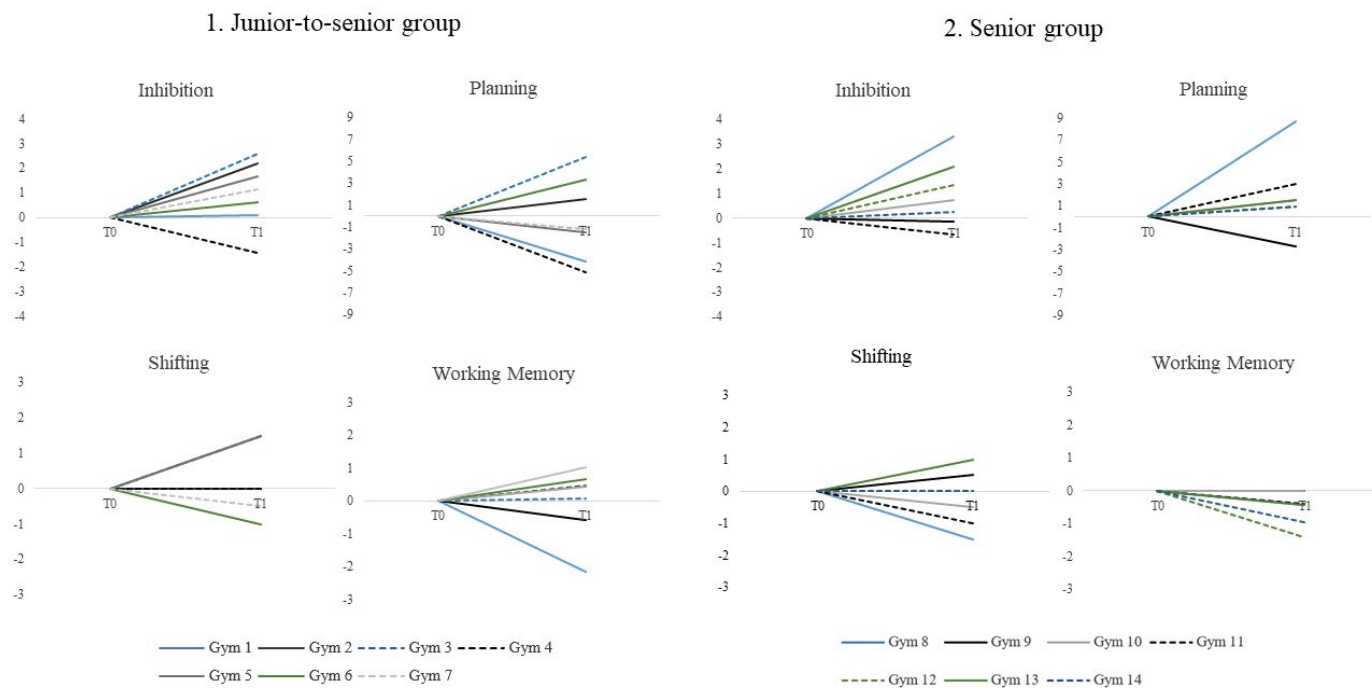 1. Junior-to-senior group
2. Senior group
Inhibition
4
3
2
1
0
-1
-2
-3
-4
T0
T1
Planning
9
7
5
3
1
-1
-3
-5
-7
-9
T0
T1
Inhibition
4
3
2
1
0
-1
-2
-3
-4
T0
T1
Planning
9
7
5
3
1
-1
-3
-5
-7
-9
T0
T1
Shifting
3
2
1
0
-1
-2
-3
T0
T1
Working Memory
3
2
1
0
-1
-2
-3
T0
T1
Shifting
3
2
1
0
-1
-2
-3
T0
T1
Working Memory
3
2
1
0
-1
-2
-3
T0
T1
Gym 1 Gym 2 Gym 3 Gym 4
Gym 5 Gym 6 Gym 7
Gym 8 Gym 9 Gym 10 Gym 11
Gym 12 Gym 13 Gym 14